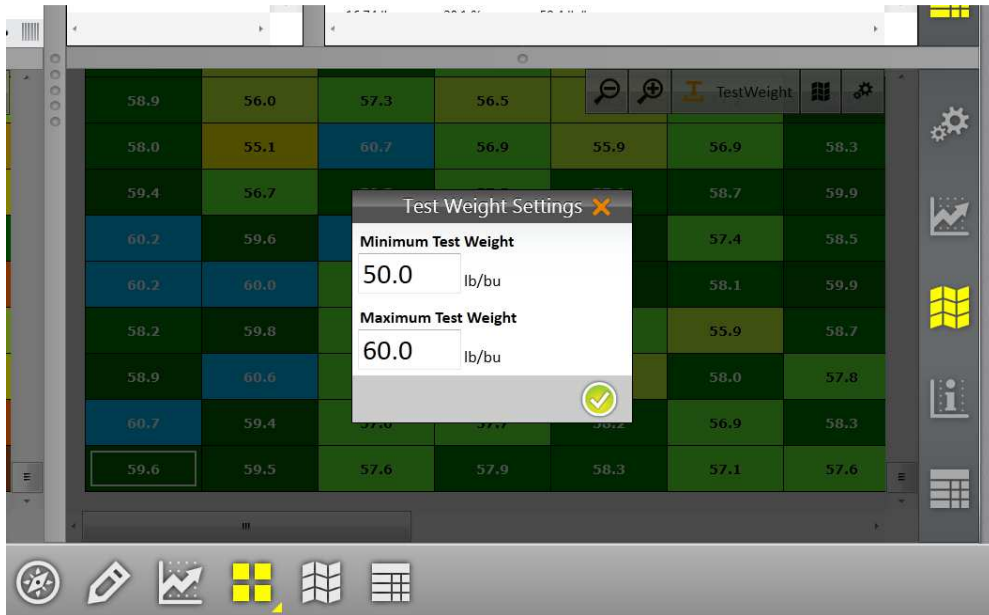 TestWeight
58.9 56.0 57.3 56.5
58.0 55.1 60.7 56.9 55.9 56.9 58.3
59.4 56.7 58.7 59.9
Test Weight Settings
60.2 59.6 57.4 58.5
Minimum Test Weight
50.0 lb/bu
60.2 60.0 58.1 59.9
Maximum Test Weight
60.0 lb/bu
58.2 59.8 55.9 58.7
58.9 60.6 58.0 57.8
60.7 59.4 56.9 58.3
59.6 59.5 57.6 57.9 58.3 57.1 57.6